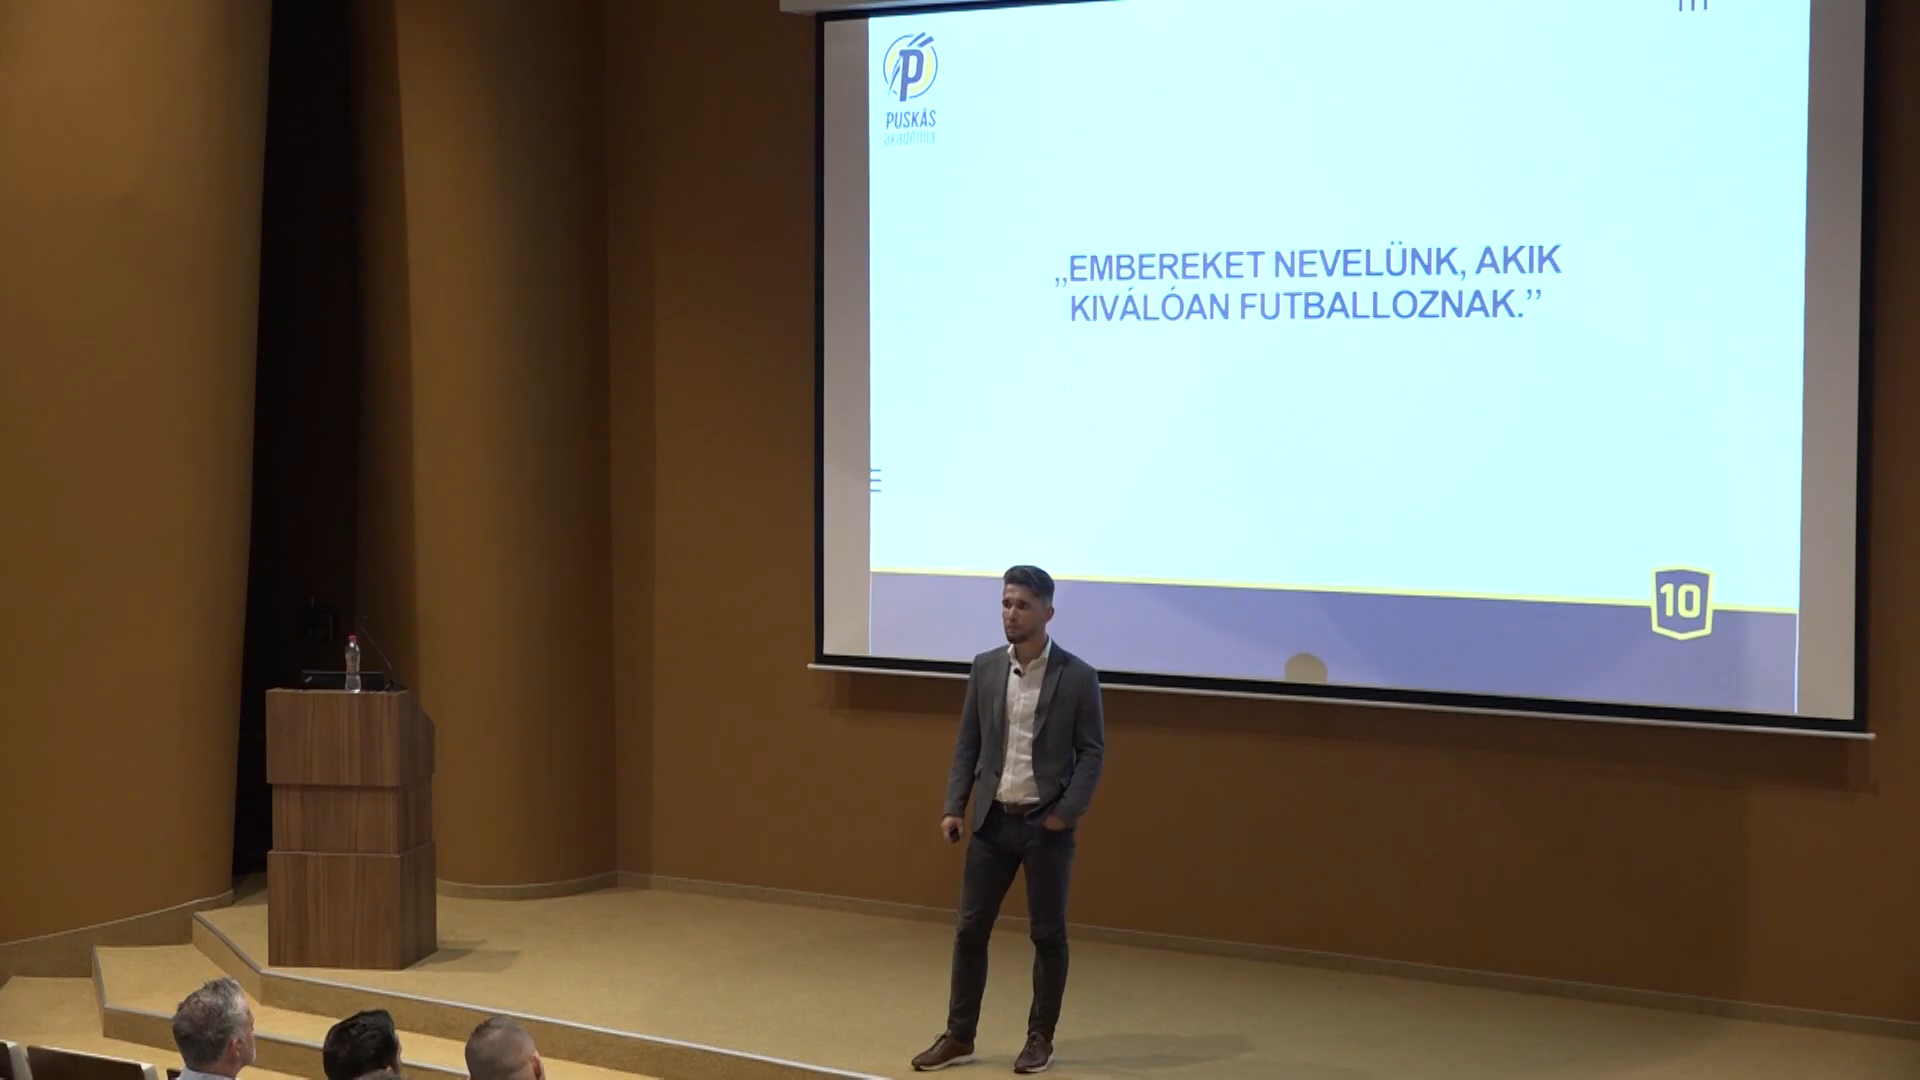 PUSKÁS
akadémia
„EMBEREKET NEVELÜNK, AKIK
KIVÁLÓAN FUTBALLOZNAK.”
10